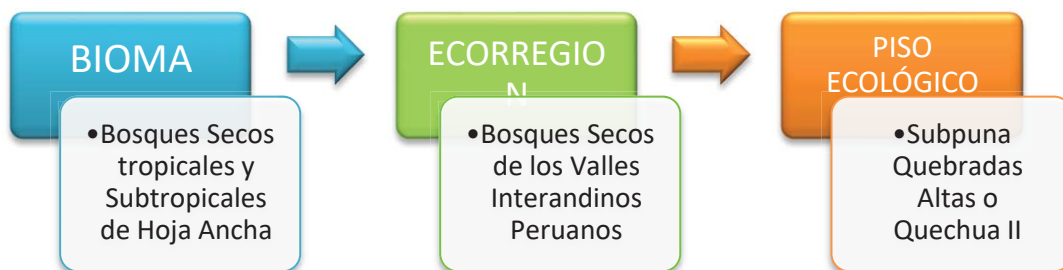 BIOMA
•Bosques Secos
tropicales y
Subtropicales
de Hoja Ancha
ECORREGIO
N
•Bosques Secos
de los Valles
Interandinos
Peruanos
PISO
ECOLÓGICO
•Subpuna
Quebradas
Altas o
Quechua II